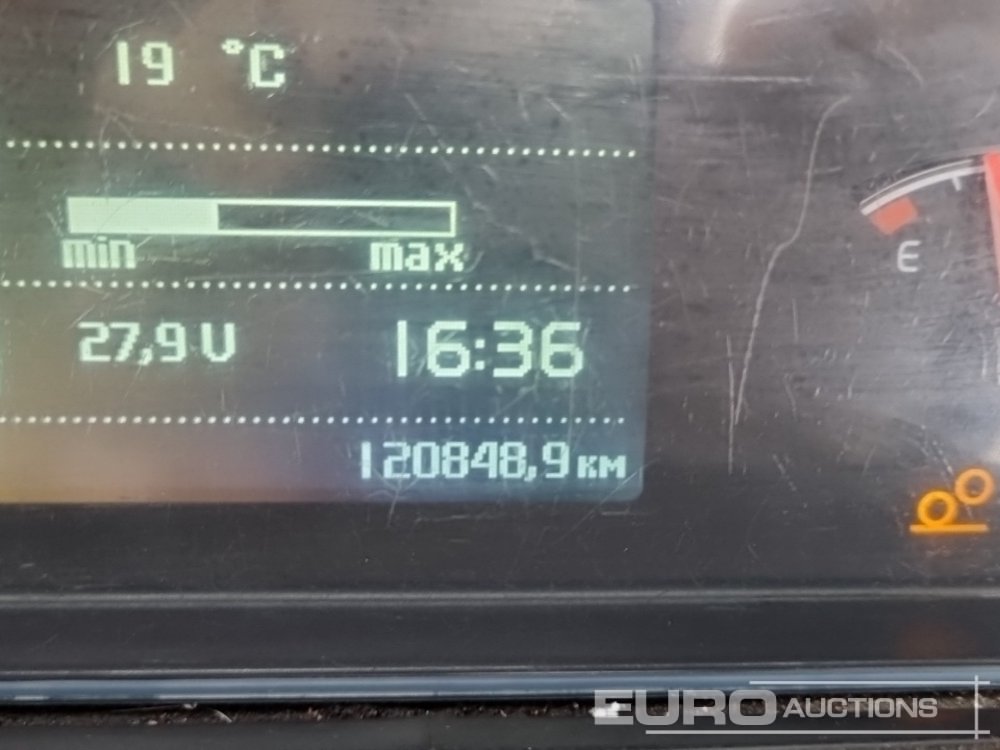 19 °C
min max
E
27,9 V 16:36
120848,9 км
EURO AUCTIONS